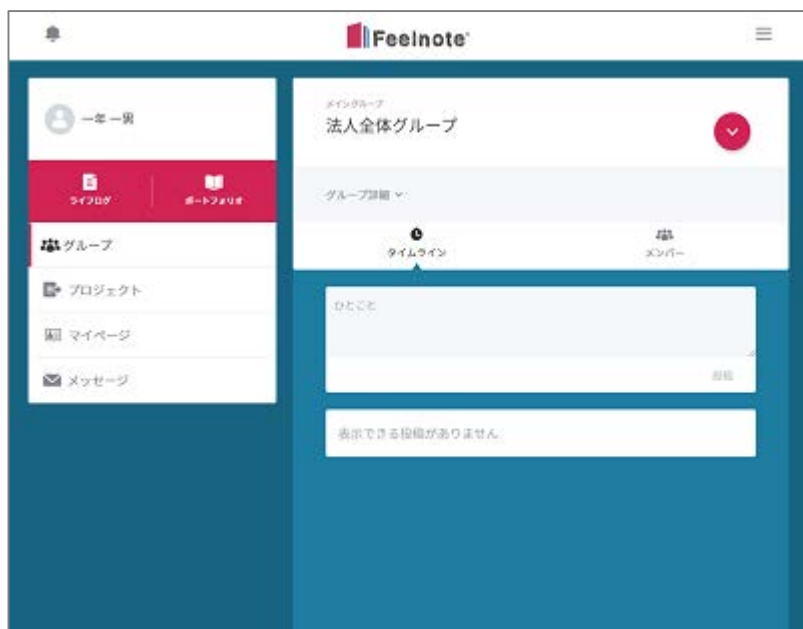 Feelnote
一年 一男
ライフログ
ポートフォリオ
グループ
プロジェクト
マイページ
メッセージ
メイングループ
法人全体グループ
グループ詳細
タイムライン
メンバー
ひとこと
投稿
表示できる投稿がありません